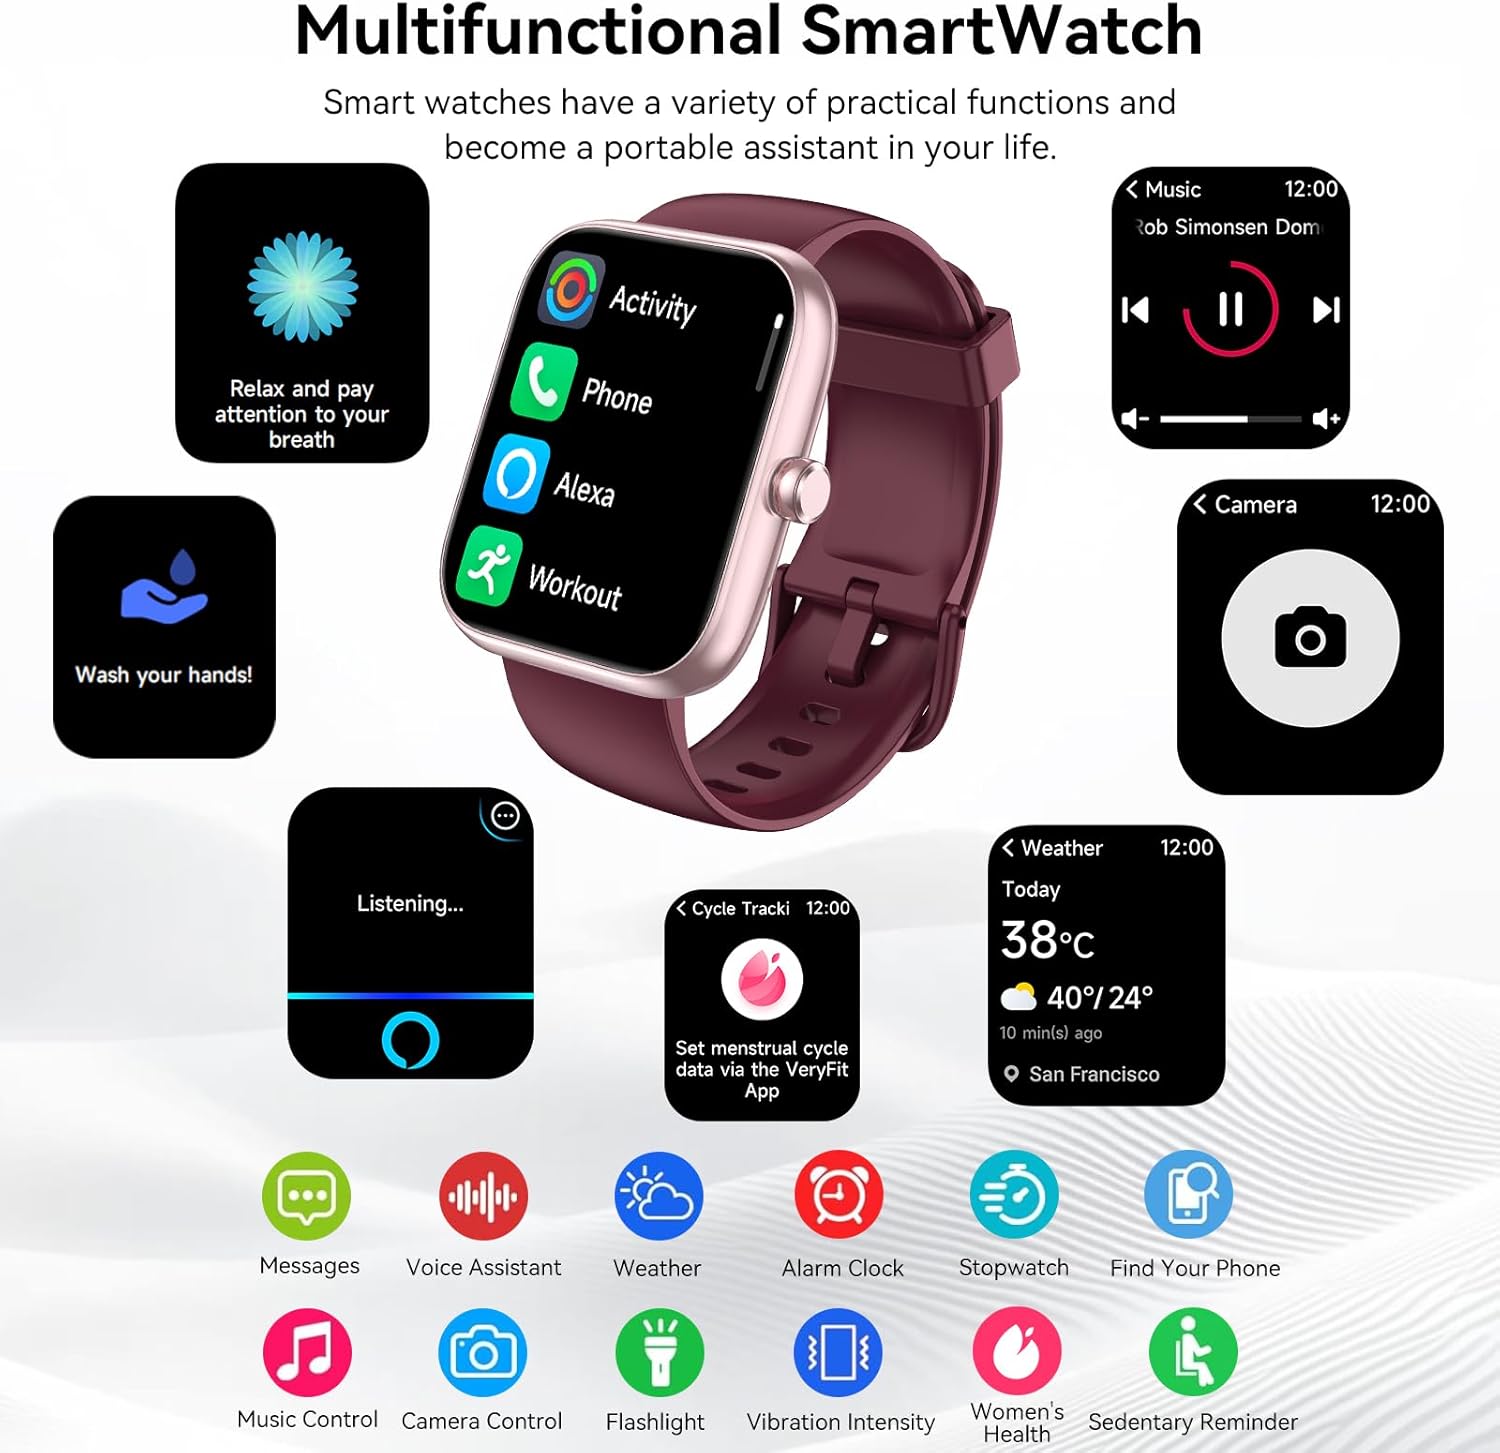 Multifunctional SmartWatch
Smart watches have a variety of practical functions and
become a portable assistant in your life.
Relax and pay
attention to your
breath
Activity
Phone
Alexa
Workout
Music 12:00
Rob Simonsen Dom
Wash your hands!
Camera 12:00
Listening...
Cycle Tracki 12:00
Set menstrual cycle
data via the VeryFit
App
Weather 12:00
Today
38°C
40°/24°
10 min(s) ago
San Francisco
Messages
Voice Assistant
Weather
Alarm Clock
Stopwatch
Find Your Phone
Music Control
Camera Control
Flashlight
Vibration Intensity
Women's
Health
Sedentary Reminder